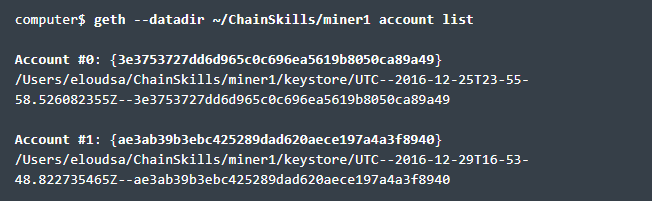 computer$ geth --datadir ~/ChainSkills/miner1 account list
Account #0: {3e3753727dd6d965c0c696ea5619b8050ca89a49}
/Users/eloudsa/ChainSkills/miner1/keystore/UTC--2016-12-25T23-55-
58.526082355Z--3e3753727dd6d965c0c696ea5619b8050ca89a49
Account #1: {ae3ab39b3ebc425289dad620aece197a4a3f8940}
/Users/eloudsa/ChainSkills/miner1/keystore/UTC--2016-12-29T16-53-
48.822735465Z--ae3ab39b3ebc425289dad620aece197a4a3f8940